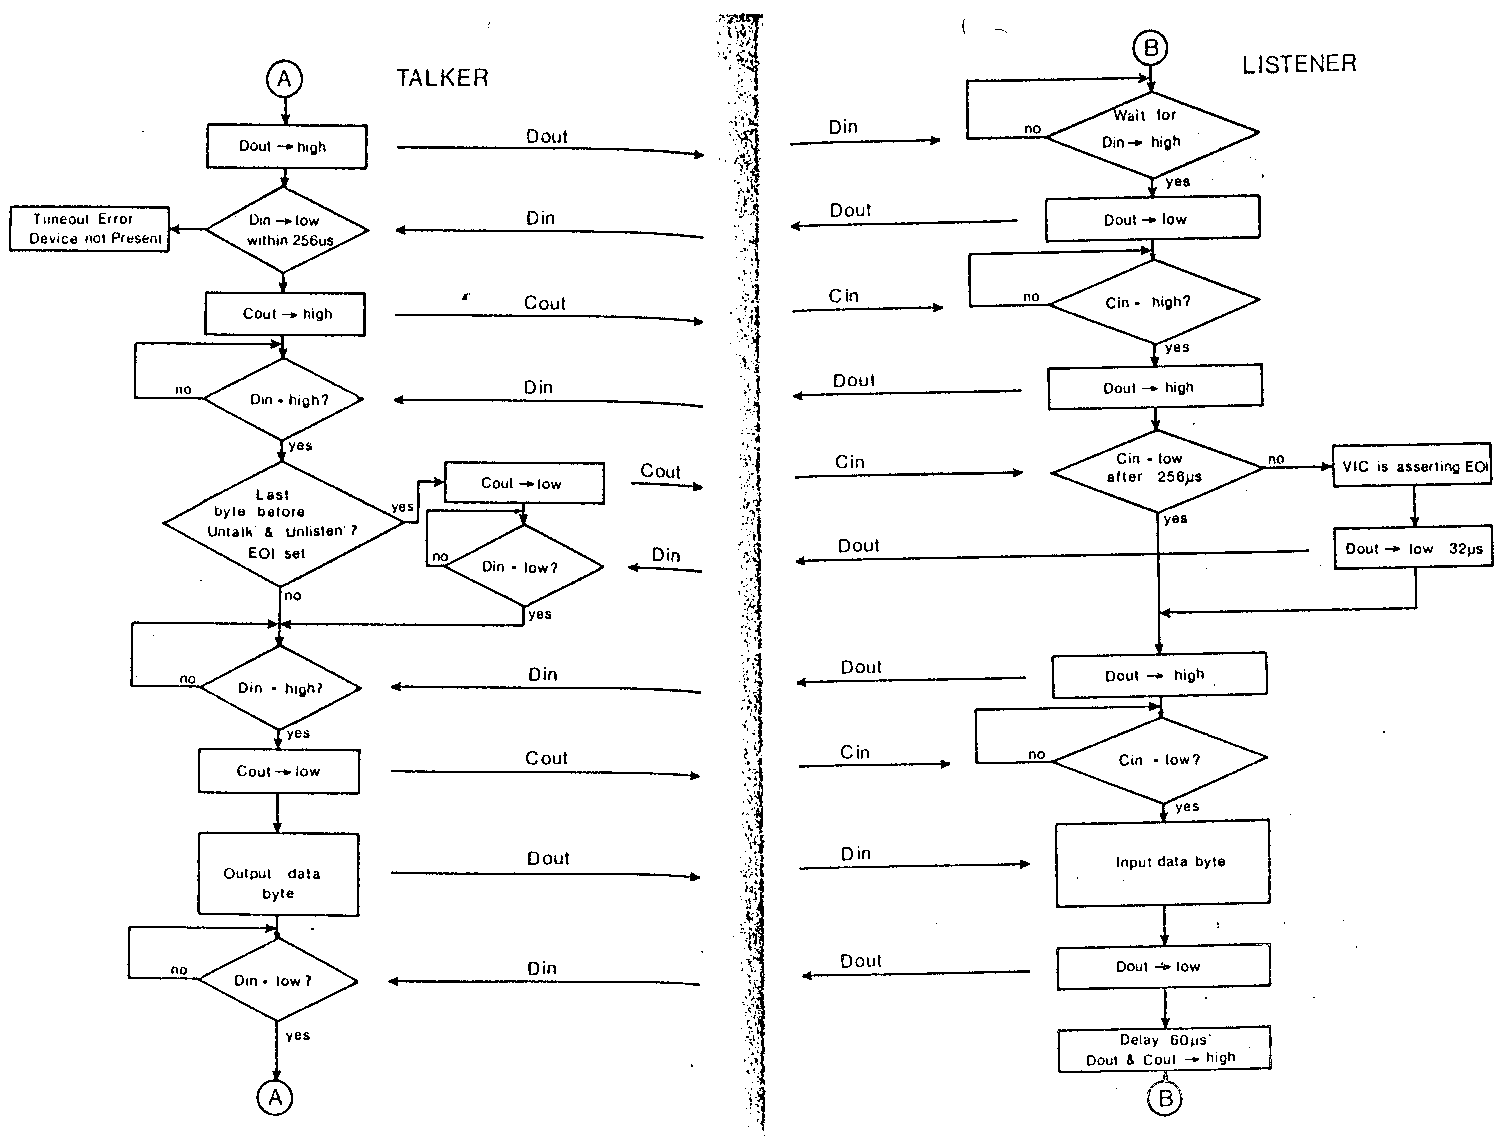 A
TALKER
Dout → high
Dout
Din → low
within 256us
Din
Timeout Error
Device not Present
Cout → high
Cout
no
Din = high?
Din
yes
Last
byte before
'Untalk' & 'Unlisten'?
EOI set
yes
Cout → low
Cout
no
Din = low?
Din
yes
no
no
Din = high?
Din
yes
Cout → low
Cout
Output data
byte
Dout
no
Din = low?
Din
yes
A
B
LISTENER
Wait for
Din → high
Din
no
yes
Dout → low
Dout
Cin = high?
Cin
no
yes
Dout → high
Dout
Cin = low
after 256µs
Cin
no
VIC is asserting EOI
yes
Dout → low 32µs
Dout
Dout → high
Dout
no
Cin = low?
Cin
yes
Input data byte
Din
Dout → low
Dout
Delay 60µs
Dout & Cout → high
B